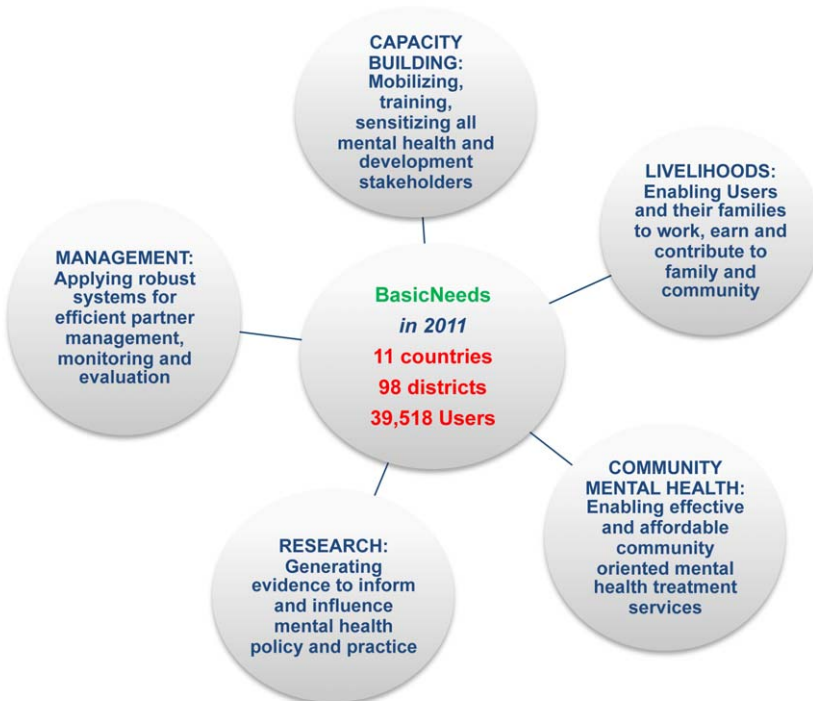 CAPACITY
BUILDING:
Mobilizing,
training,
sensitizing all
mental health and
development
stakeholders
LIVELIHOODS:
Enabling Users
and their families
to work, earn and
contribute to
family and
community
MANAGEMENT:
Applying robust
systems for
efficient partner
management,
monitoring and
evaluation
BasicNeeds
in 2011
11 countries
98 districts
39,518 Users
COMMUNITY
MENTAL HEALTH:
Enabling effective
and affordable
community
oriented mental
health treatment
services
RESEARCH:
Generating
evidence to inform
and influence
mental health
policy and practice